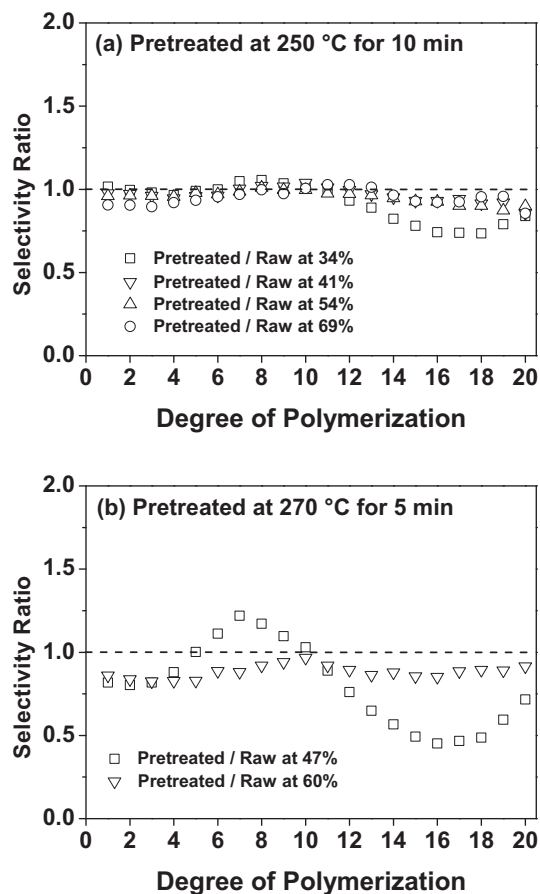 2.0
(a) Pretreated at 250 °C for 10 min
1.5
1.0
0.5
0.0
Selectivity Ratio
Pretreated / Raw at 34%
Pretreated / Raw at 41%
Pretreated / Raw at 54%
Pretreated / Raw at 69%
0 2 4 6 8 10 12 14 16 18 20
Degree of Polymerization
2.0
(b) Pretreated at 270 °C for 5 min
1.5
1.0
0.5
0.0
Selectivity Ratio
Pretreated / Raw at 47%
Pretreated / Raw at 60%
0 2 4 6 8 10 12 14 16 18 20
Degree of Polymerization